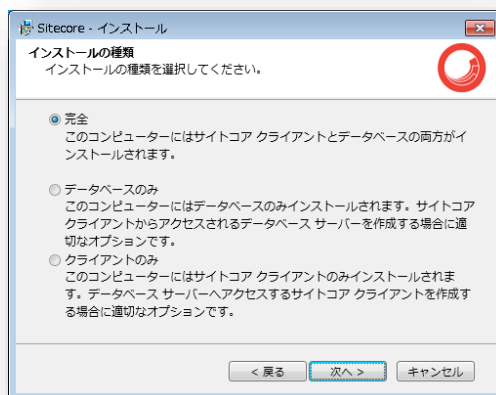 Sitecore - インストール
インストールの種類
インストールの種類を選択してください。
完全
このコンピューターにはサイトコア クライアントとデータベースの両方がイ
ンストールされます。
データベースのみ
このコンピューターにはデータベースのみインストールされます。サイトコア
クライアントからアクセスされるデータベース サーバーを作成する場合に適
切なオプションです。
クライアントのみ
このコンピューターにはサイトコア クライアントのみインストールされま
す。データベース サーバーへアクセスするサイトコア クライアントを作成す
る場合に適切なオプションです。
< 戻る 次へ > キャンセル